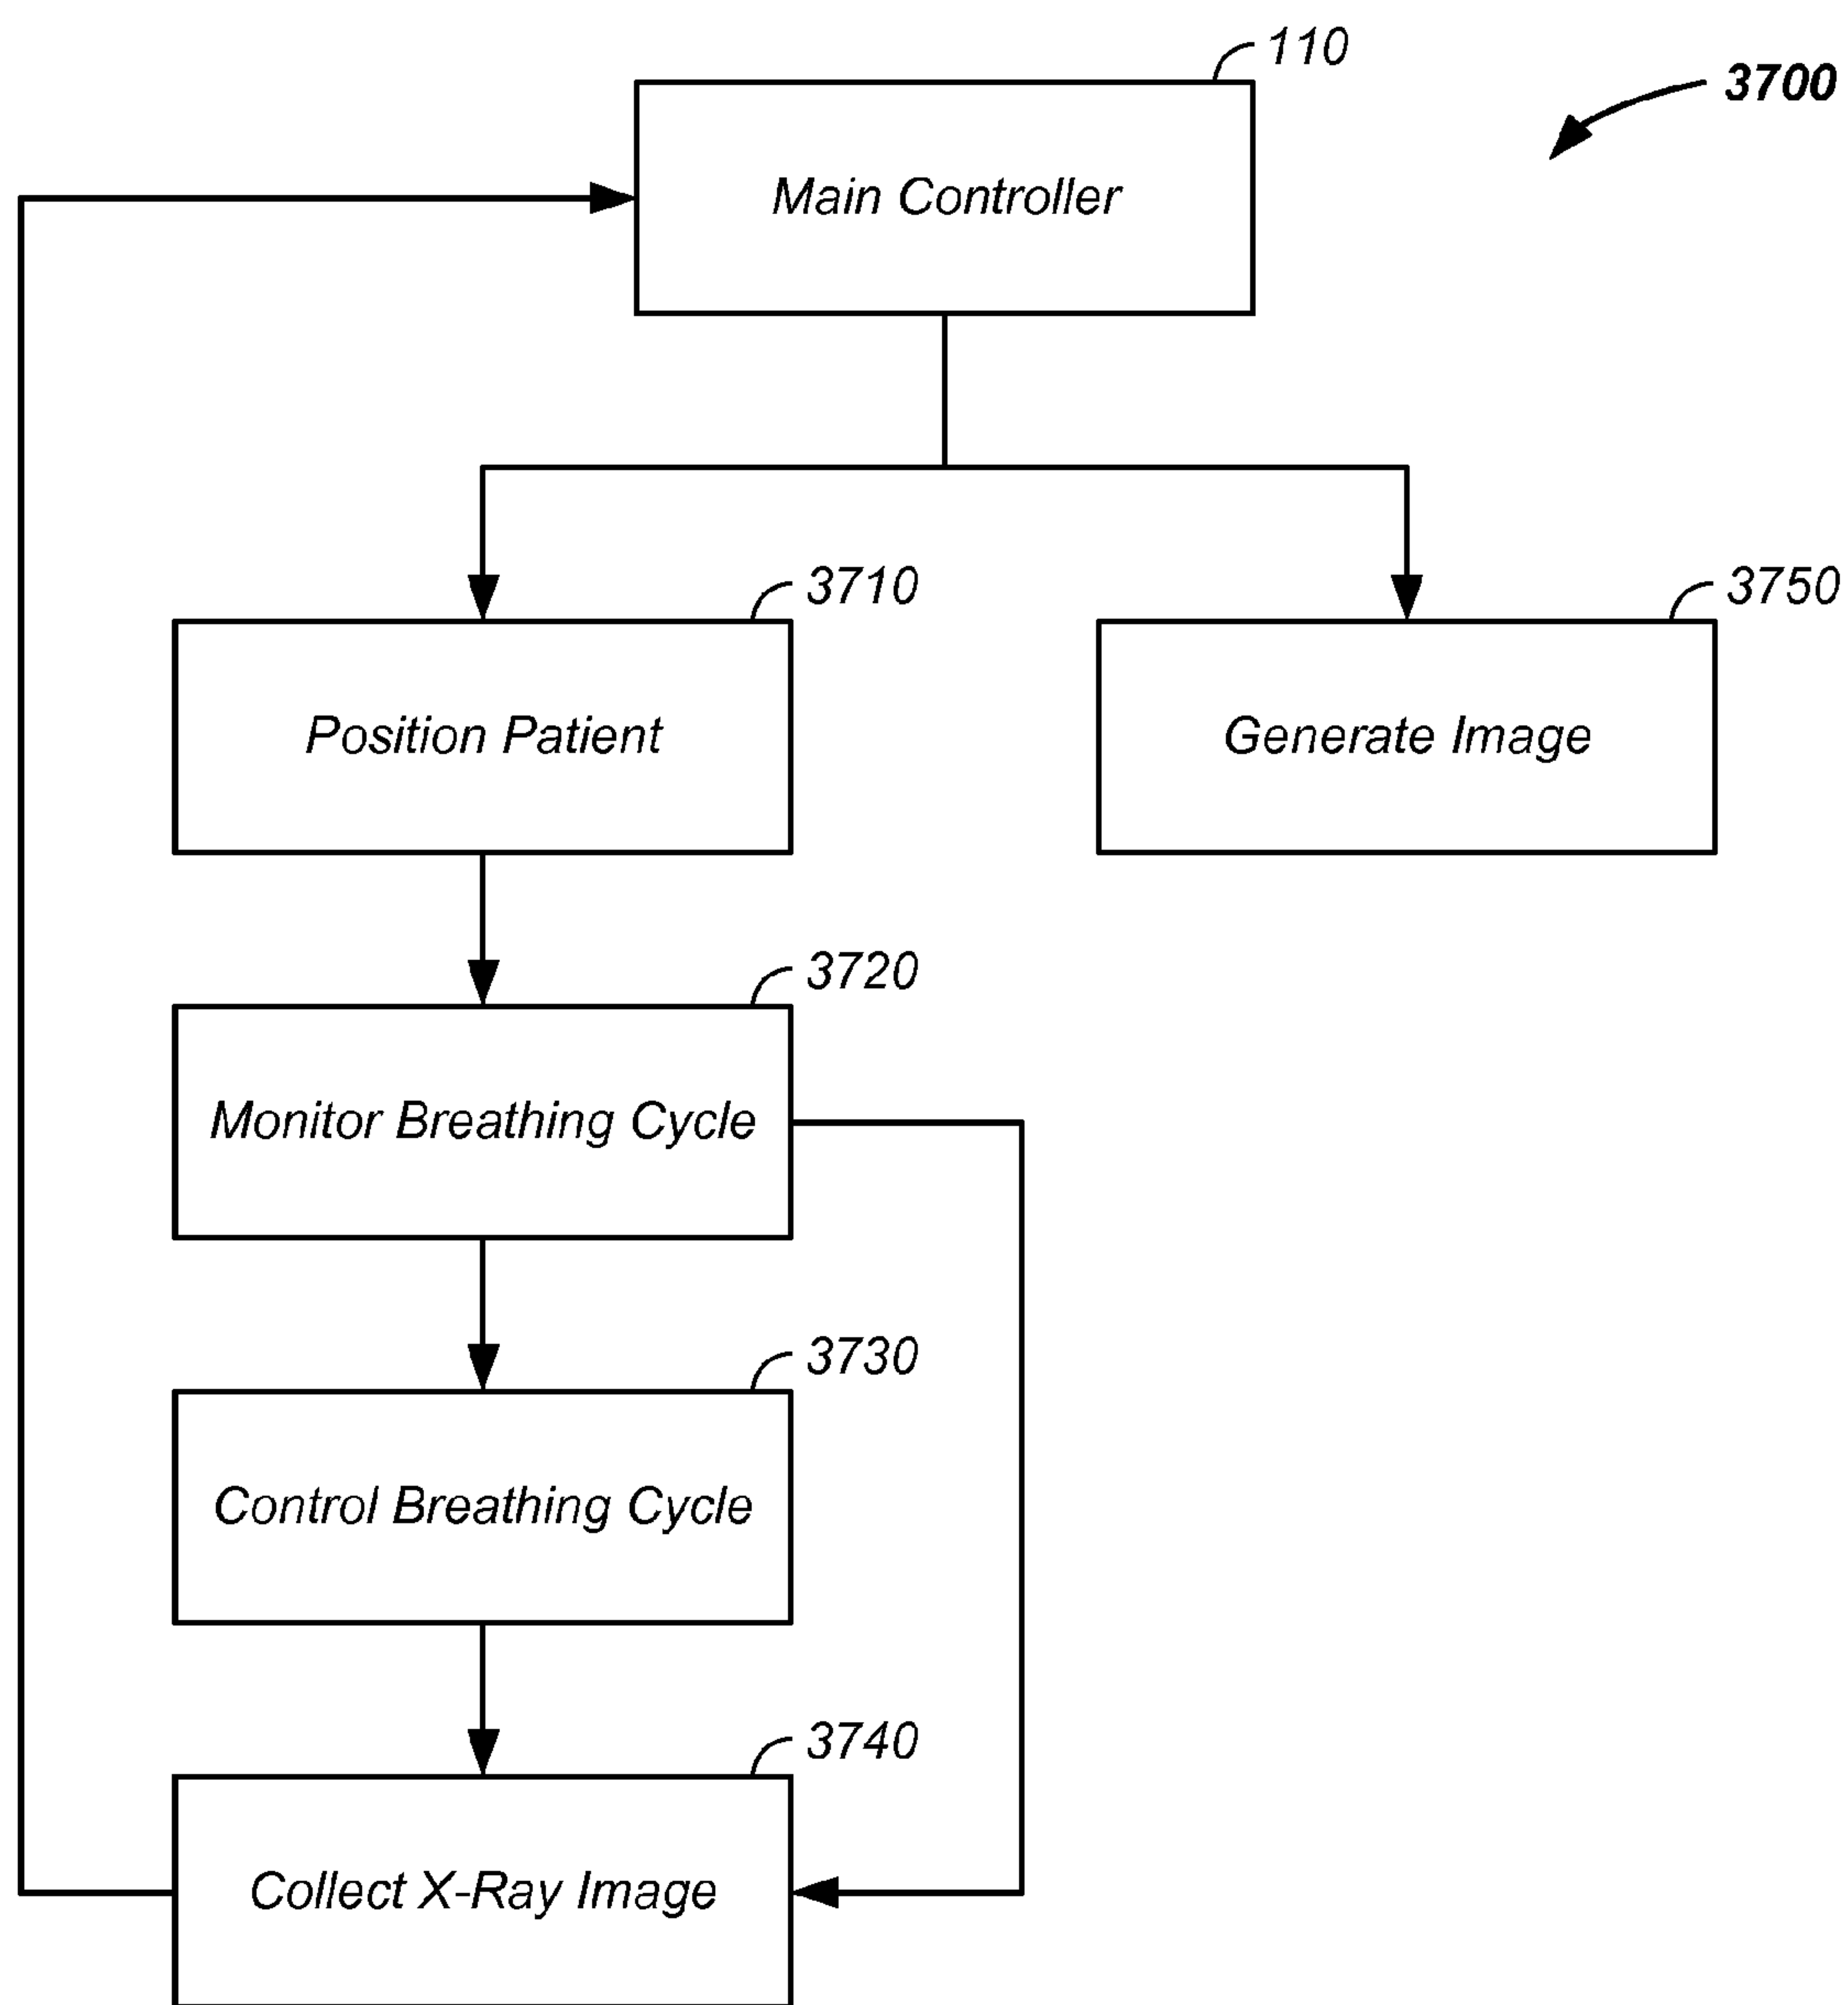 110
3700
Main Controller
3710
3750
Position Patient
Generate Image
3720
Monitor Breathing Cycle
3730
Control Breathing Cycle
3740
Collect X-Ray Image